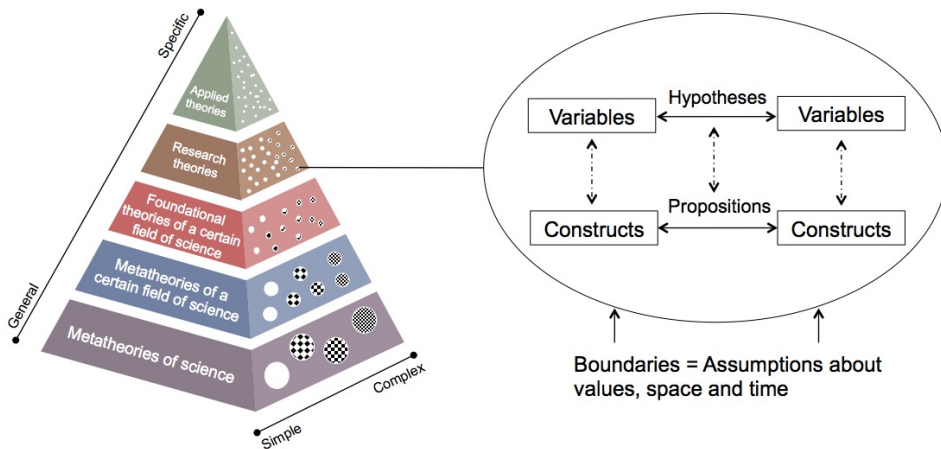 Specific
General
Applied
theories
Research
theories
Foundational
theories of a certain
field of science
Metatheories of a
certain field of science
Metatheories of science
Simple
Complex
Variables
Hypotheses
Variables
Constructs
Propositions
Constructs
Boundaries = Assumptions about
values, space and time